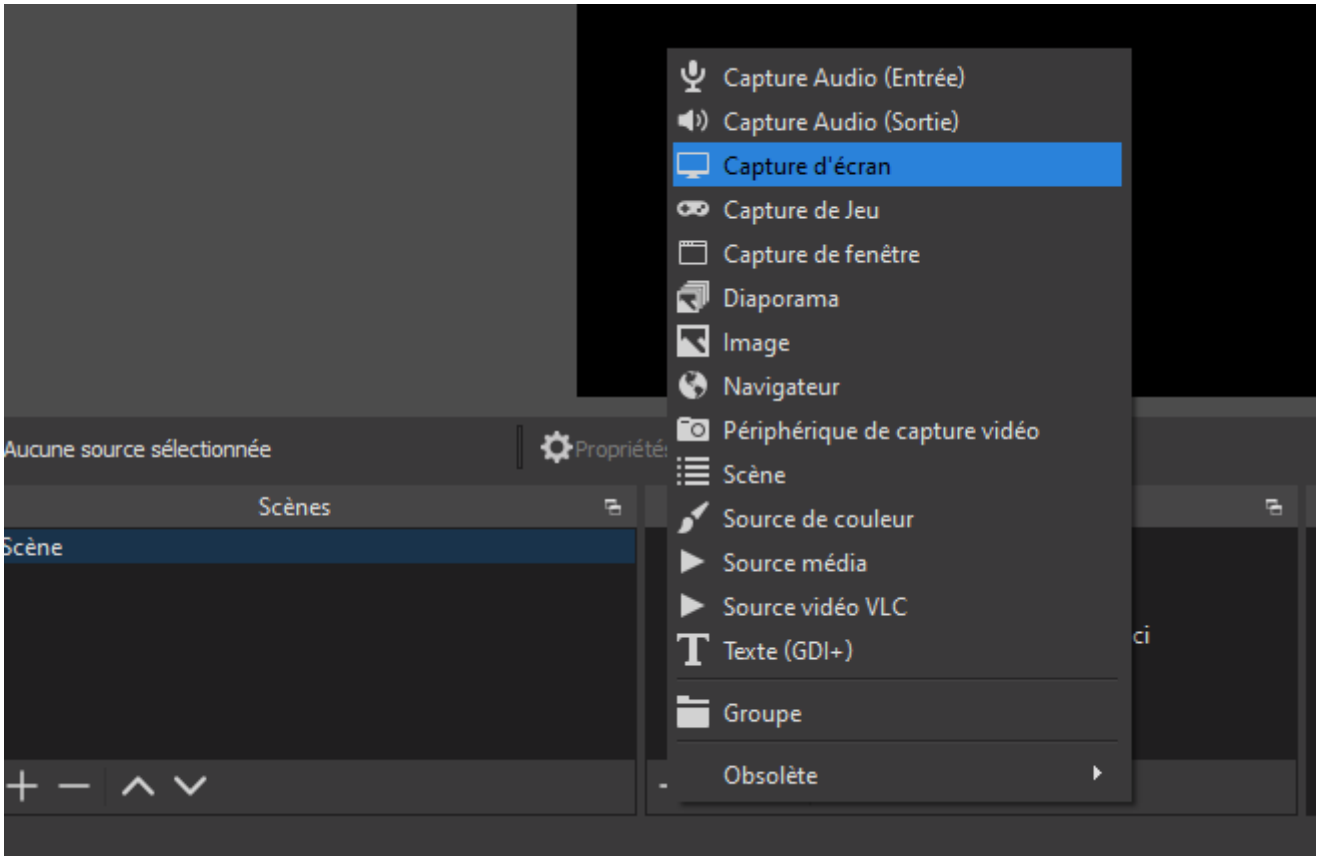 Capture Audio (Entrée)
Capture Audio (Sortie)
Capture d'écran
Capture de Jeu
Capture de fenêtre
Diaporama
Image
Navigateur
Périphérique de capture vidéo
Scène
Source de couleur
Source média
Source vidéo VLC
Texte (GDI+)
Groupe
Obsolète
Aucune source sélectionnée
Propriétés
Scènes
Scène
ci